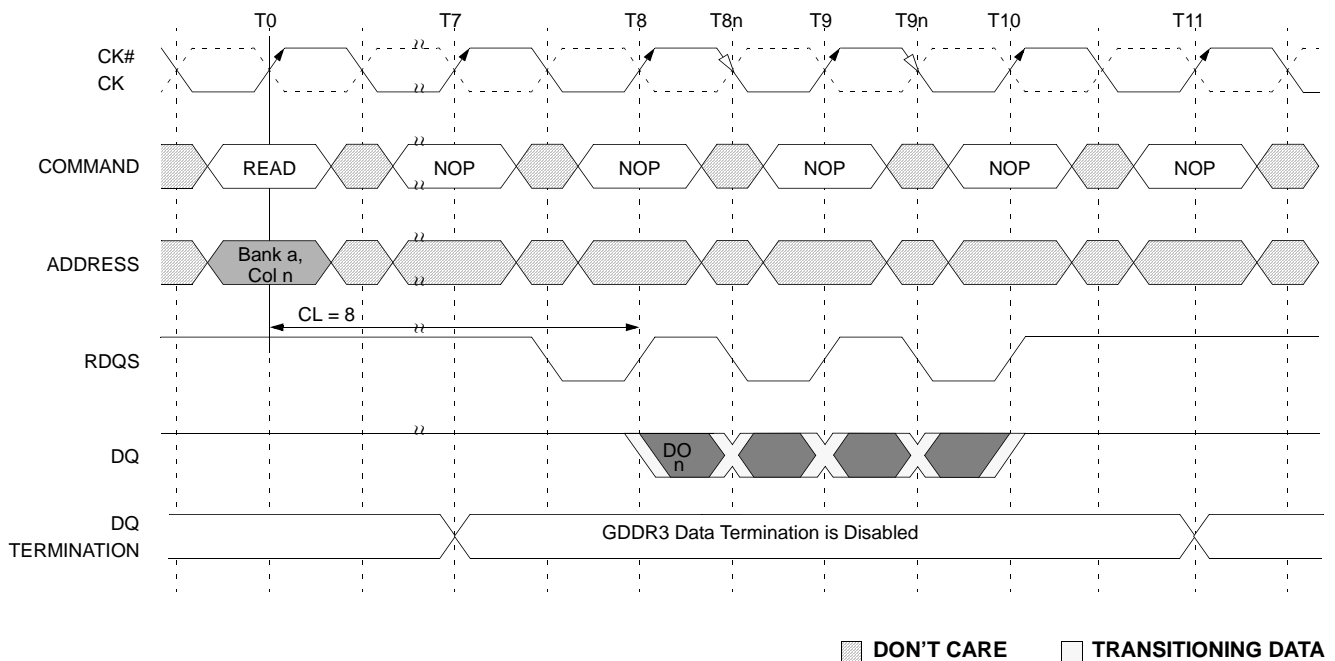 T0 T7 T8 T8n T9 T9n T10 T11
CK#
CK
COMMAND READ NOP NOP NOP NOP NOP
ADDRESS Bank a,
Col n
CL = 8
RDQS
DQ DO
n
DQ
TERMINATION GDDR3 Data Termination is Disabled
DON'T CARE TRANSITIONING DATA